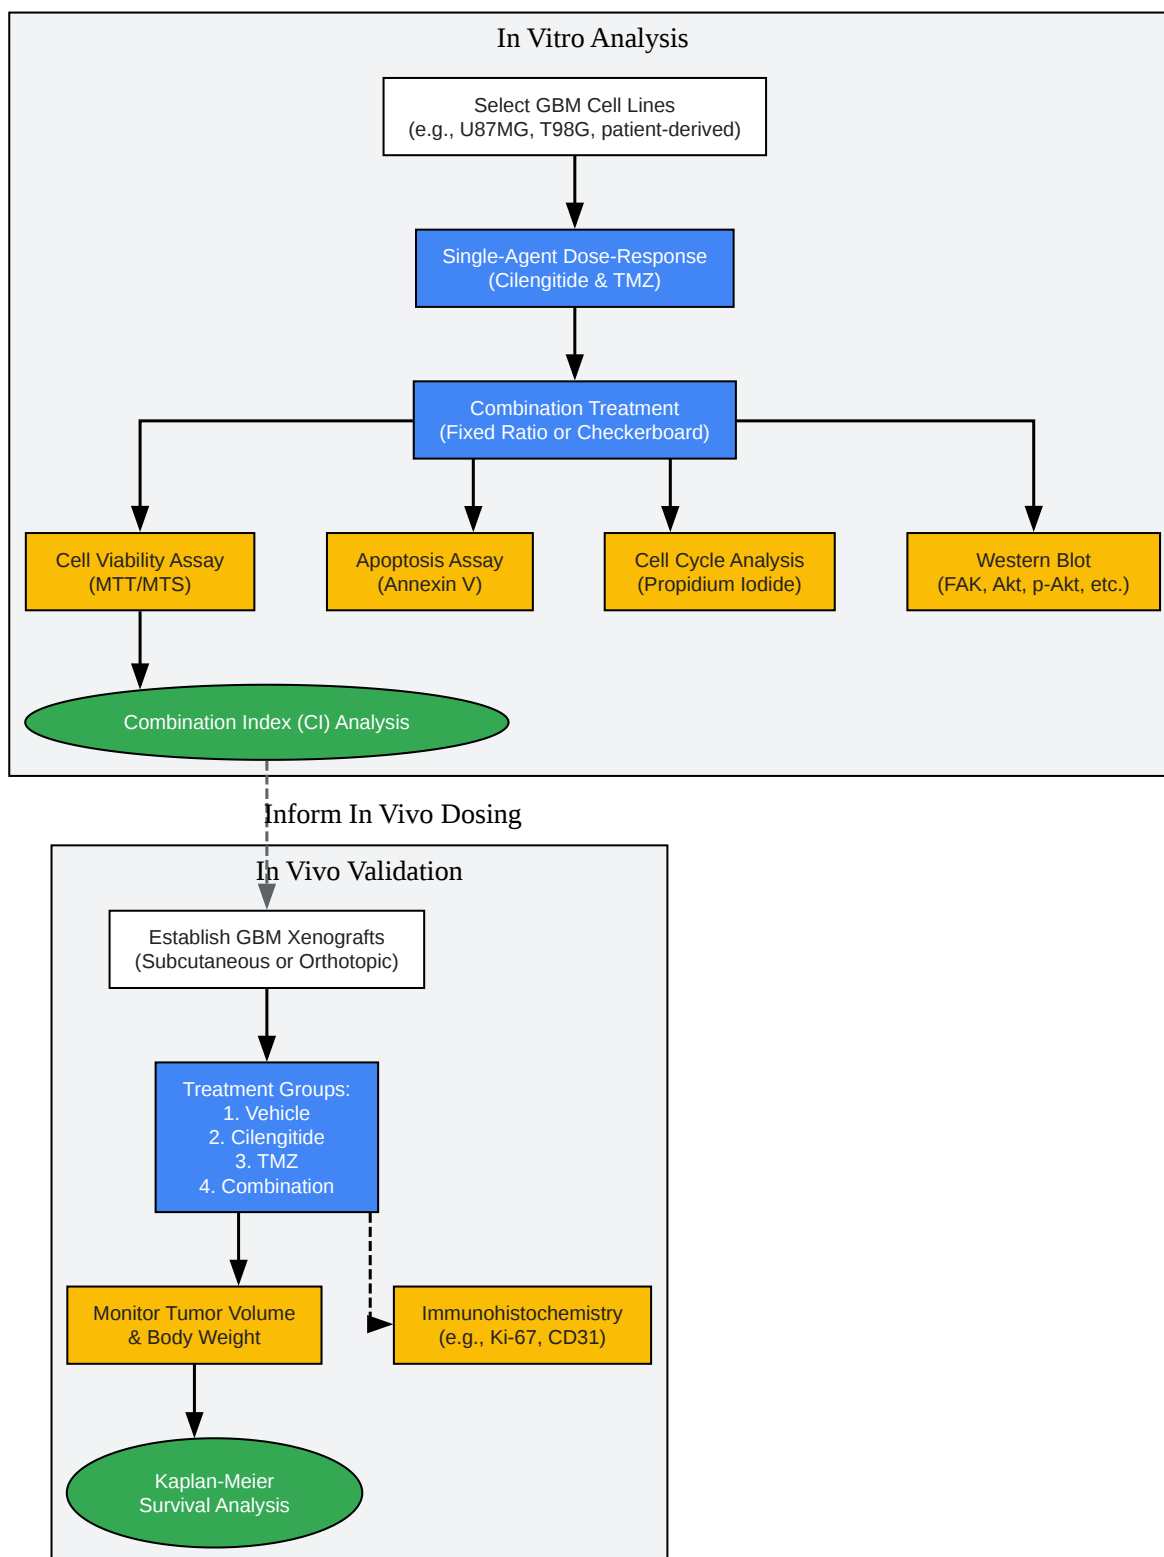 In Vitro Analysis
Select GBM Cell Lines
(e.g., U87MG, T98G, patient-derived)
Single-Agent Dose-Response
(Cilengitide & TMZ)
Combination Treatment
(Fixed Ratio or Checkerboard)
Cell Viability Assay
(MTT/MTS)
Apoptosis Assay
(Annexin V)
Cell Cycle Analysis
(Propidium Iodide)
Western Blot
(FAK, Akt, p-Akt, etc.)
Combination Index (CI) Analysis
Inform In Vivo Dosing
In Vivo Validation
Establish GBM Xenografts
(Subcutaneous or Orthotopic)
Treatment Groups:
1. Vehicle
2. Cilengitide
3. TMZ
4. Combination
Monitor Tumor Volume
& Body Weight
Immunohistochemistry
(e.g., Ki-67, CD31)
Kaplan-Meier
Survival Analysis